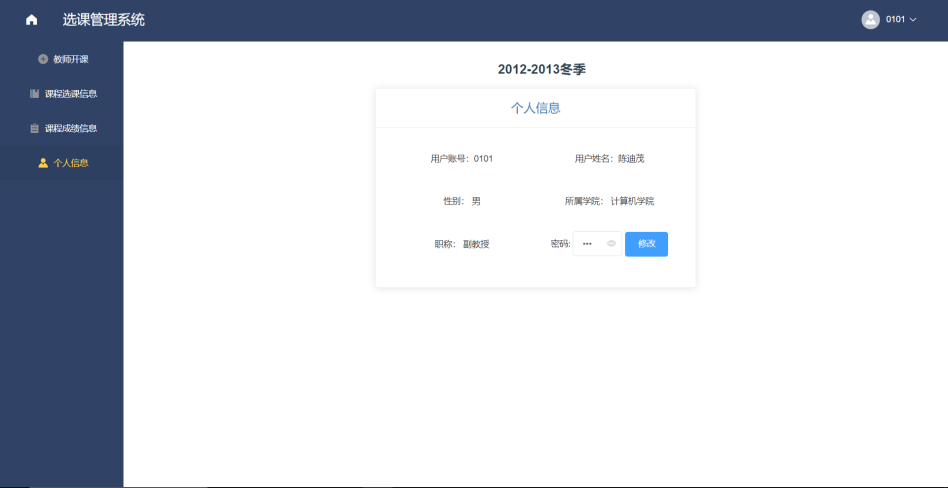 选课管理系统
0101
教师开课
课程选课信息
课程成绩信息
个人信息
2012-2013冬季
个人信息
用户账号：0101 用户姓名：陈迪茂
性别： 男 所属学院： 计算机学院
职称： 副教授 密码: ••• 修改